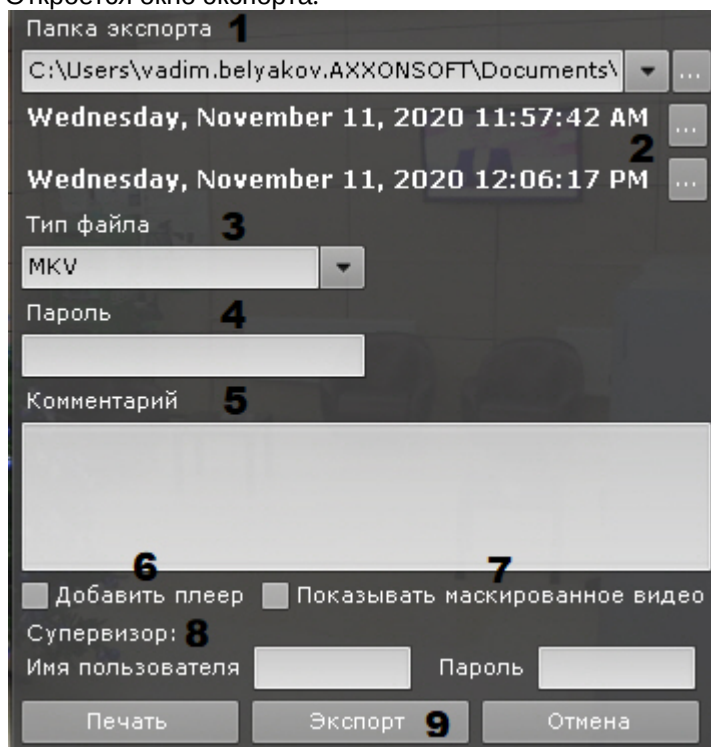 Откроется окно экспорта.
Папка экспорта 1
C:\Users\vadim.belyakov.AXXONSOFT\Documents\ ...
Wednesday, November 11, 2020 11:57:42 AM ...
2
Wednesday, November 11, 2020 12:06:17 PM ...
Тип файла 3
MKV
Пароль 4
Комментарий 5
6 7
Добавить плеер Показывать маскированное видео
Супервизор: 8
Имя пользователя Пароль
Печать Экспорт 9 Отмена